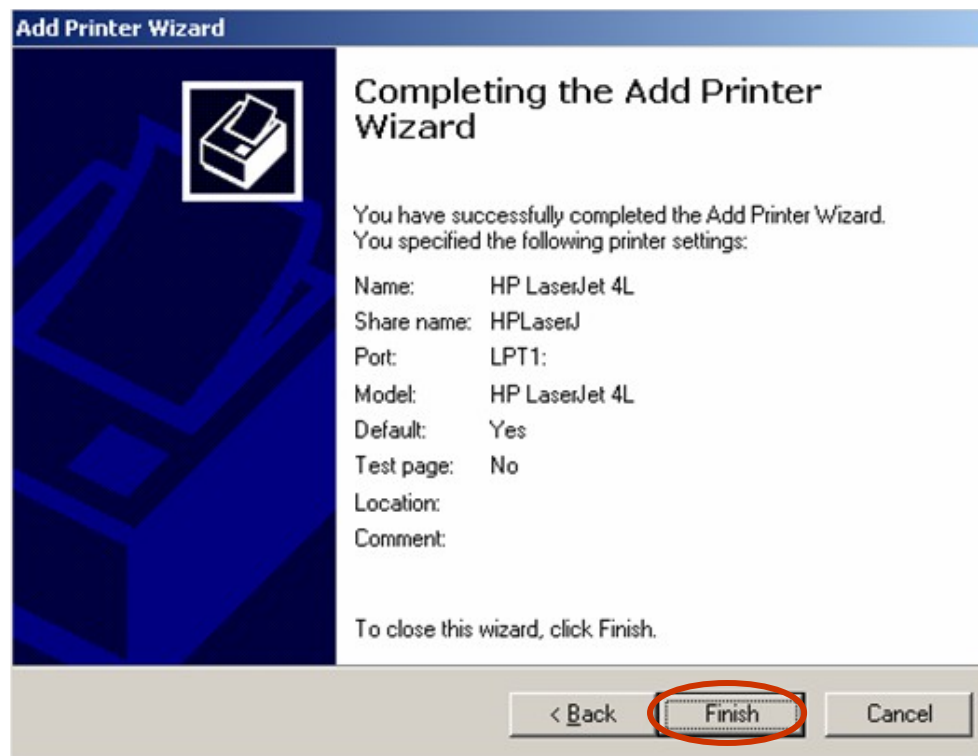 Add Printer Wizard
Completing the Add Printer
Wizard
You have successfully completed the Add Printer Wizard.
You specified the following printer settings:
Name: HP LaserJet 4L
Share name: HPLaserJ
Port: LPT1:
Model: HP LaserJet 4L
Default: Yes
Test page: No
Location:
Comment:
To close this wizard, click Finish.
< Back Finish Cancel